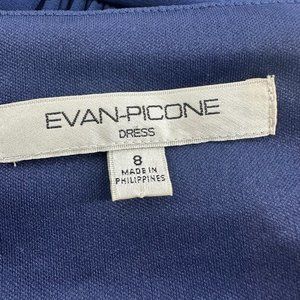 EVAN-PICONE
DRESS
8
MADE IN
PHILIPPINES